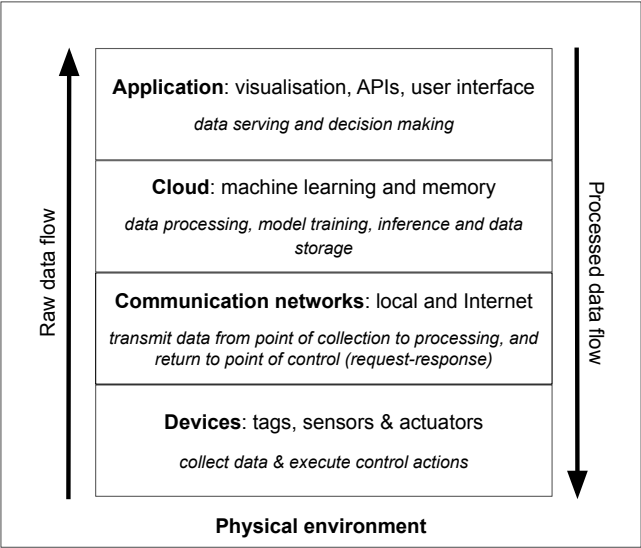 Raw data flow
Application: visualisation, APIs, user interface
data serving and decision making
Cloud: machine learning and memory
data processing, model training, inference and data
storage
Communication networks: local and Internet
transmit data from point of collection to processing, and
return to point of control (request-response)
Devices: tags, sensors & actuators
collect data & execute control actions
Processed data flow
Physical environment